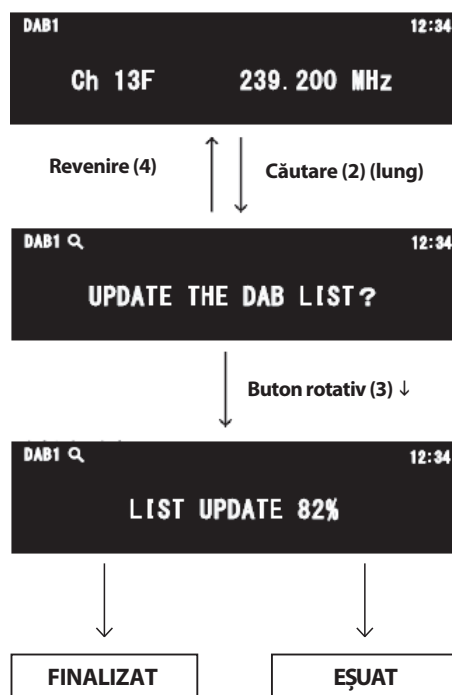 DAB1 12:34
Ch 13F 239.200 MHz
Revenire (4) Căutare (2) (lung)
DAB1 12:34
UPDATE THE DAB LIST?
Buton rotativ (3) ↓
DAB1 12:34
LIST UPDATE 82%
FINALIZAT EȘUAT